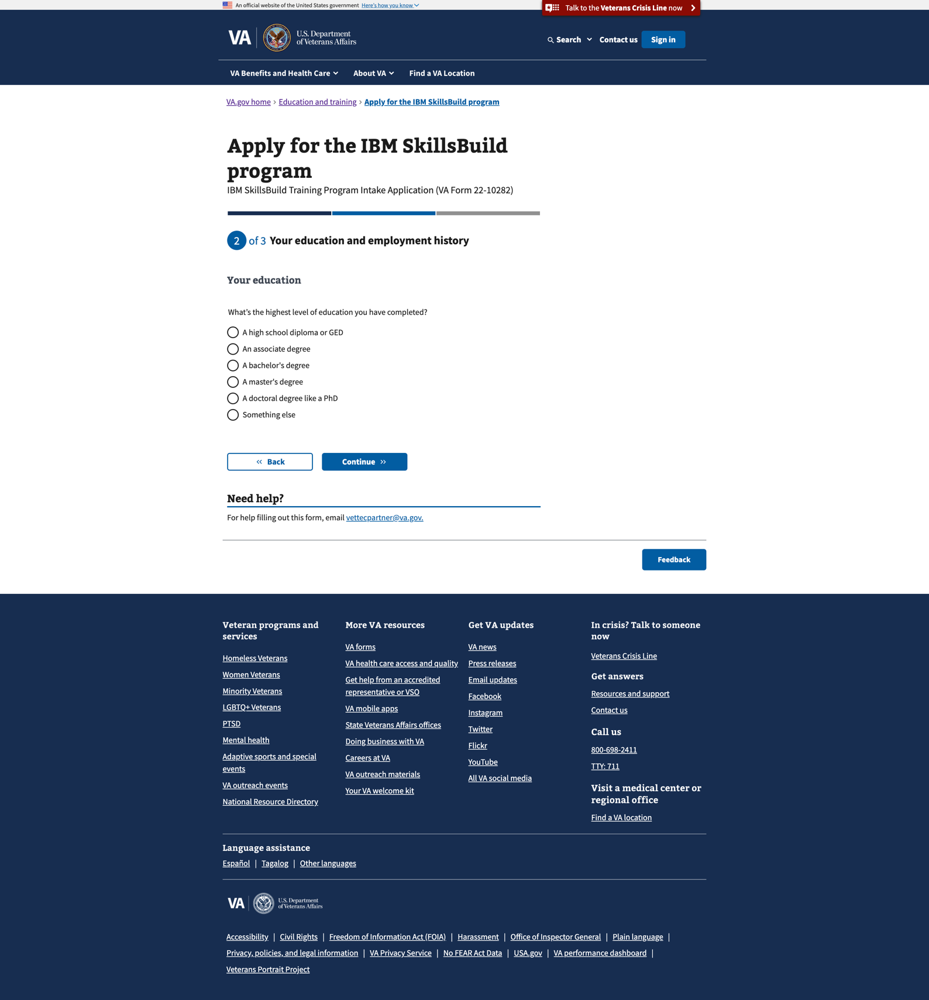 An official website of the United States government Here's how you know
Talk to the Veterans Crisis Line now
VA U.S. Department
of Veterans Affairs
Search Contact us Sign in
VA Benefits and Health Care About VA Find a VA Location
VA.gov home › Education and training › Apply for the IBM SkillsBuild program
Apply for the IBM SkillsBuild
program
IBM SkillsBuild Training Program Intake Application (VA Form 22-10282)
2 of 3 Your education and employment history
Your education
What’s the highest level of education you have completed?
A high school diploma or GED
An associate degree
A bachelor's degree
A master's degree
A doctoral degree like a PhD
Something else
« Back Continue »
Need help?
For help filling out this form, email vettecpartner@va.gov.
Feedback
Veteran programs and
services
Homeless Veterans
Women Veterans
Minority Veterans
LGBTQ+ Veterans
PTSD
Mental health
Adaptive sports and special
events
VA outreach events
National Resource Directory
More VA resources
VA forms
VA health care access and quality
Get help from an accredited
representative or VSO
VA mobile apps
State Veterans Affairs offices
Doing business with VA
Careers at VA
VA outreach materials
Your VA welcome kit
Get VA updates
VA news
Press releases
Email updates
Facebook
Instagram
Twitter
Flickr
YouTube
All VA social media
In crisis? Talk to someone
now
Veterans Crisis Line
Get answers
Resources and support
Contact us
Call us
800-698-2411
TTY: 711
Visit a medical center or
regional office
Find a VA location
Language assistance
Español | Tagalog | Other languages
VA U.S. Department
of Veterans Affairs
Accessibility | Civil Rights | Freedom of Information Act (FOIA) | Harassment | Office of Inspector General | Plain language |
Privacy, policies, and legal information | VA Privacy Service | No FEAR Act Data | USA.gov | VA performance dashboard |
Veterans Portrait Project